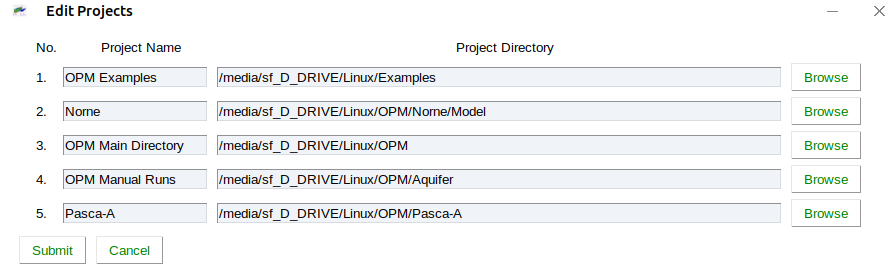 Edit Projects
No. Project Name Project Directory
1. OPM Examples /media/sf_D_DRIVE/Linux/Examples Browse
2. Norne /media/sf_D_DRIVE/Linux/OPM/Norne/Model Browse
3. OPM Main Directory /media/sf_D_DRIVE/Linux/OPM Browse
4. OPM Manual Runs /media/sf_D_DRIVE/Linux/OPM/Aquifer Browse
5. Pasca-A /media/sf_D_DRIVE/Linux/OPM/Pasca-A Browse
Submit Cancel